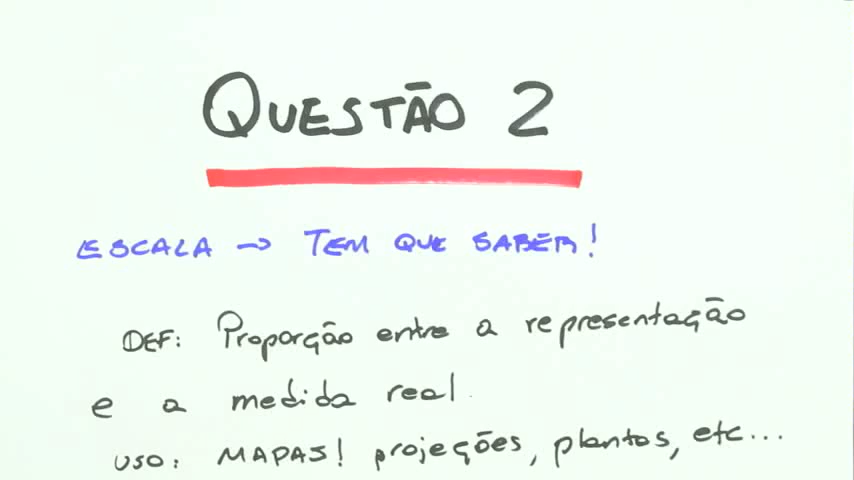 QUESTÃO 2
ESCALA → TEM QUE SABER!
DEF: Proporção entre a representação
e a medida real.
USO: MAPAS! projeções, plantas, etc...